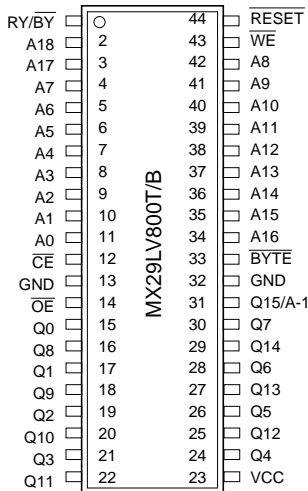 RY/BY 44 RESET
A18 2 43 WE
A17 3 42 A8
A7 4 41 A9
A6 5 40 A10
A5 6 39 A11
A4 7 38 A12
A3 8 37 A13
A2 9 36 A14
A1 10 35 A15
A0 11 34 A16
CE 12 33 BYTE
GND 13 32 GND
OE 14 31 Q15/A-1
Q0 15 30 Q7
Q8 16 29 Q14
Q1 17 28 Q6
Q9 18 27 Q13
Q2 19 26 Q5
Q10 20 25 Q12
Q3 21 24 Q4
Q11 22 23 VCC
MX29LV800T/B